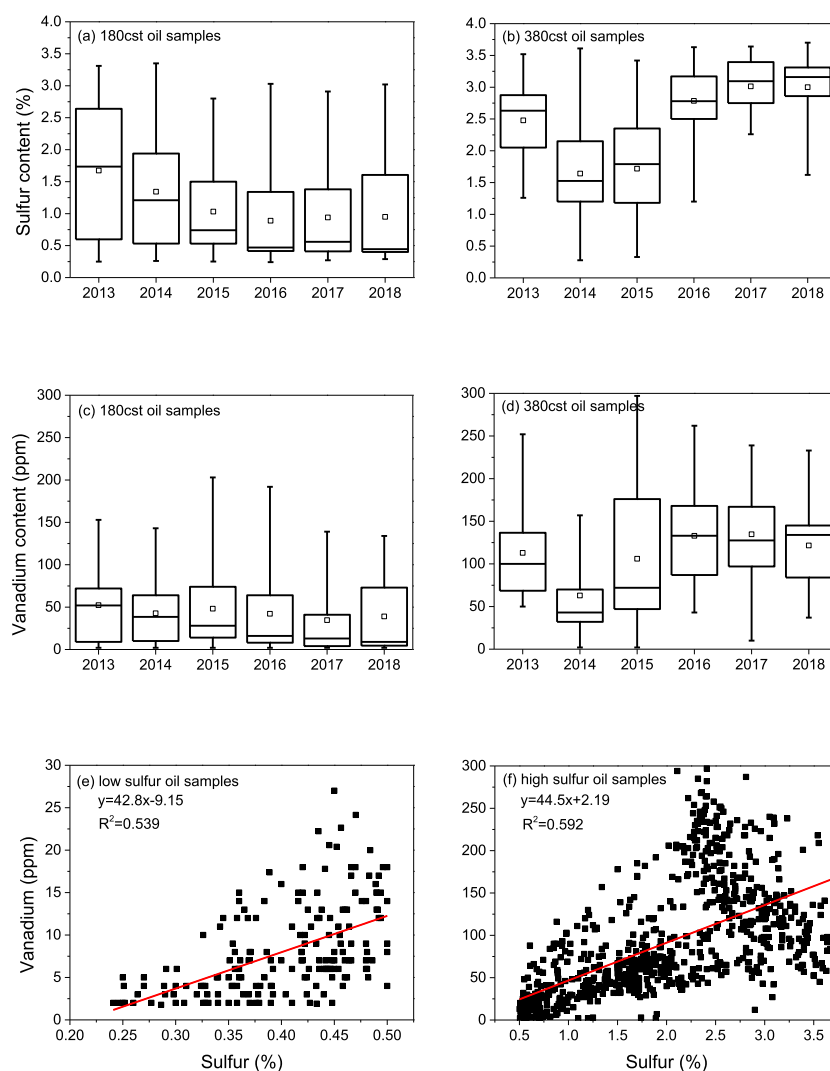 (a) 180cst oil samples
Sulfur content (%)
4.0
3.5
3.0
2.5
2.0
1.5
1.0
0.5
0.0
2013 2014 2015 2016 2017 2018
(b) 380cst oil samples
4.0
3.5
3.0
2.5
2.0
1.5
1.0
0.5
0.0
2013 2014 2015 2016 2017 2018
(c) 180cst oil samples
Vanadium content (ppm)
300
250
200
150
100
50
0
2013 2014 2015 2016 2017 2018
(d) 380cst oil samples
300
250
200
150
100
50
0
2013 2014 2015 2016 2017 2018
(e) low sulfur oil samples
y=42.8x-9.15
R²=0.539
Vanadium (ppm)
30
25
20
15
10
5
0
0.20 0.25 0.30 0.35 0.40 0.45 0.50
Sulfur (%)
(f) high sulfur oil samples
y=44.5x+2.19
R²=0.592
300
250
200
150
100
50
0
0.5 1.0 1.5 2.0 2.5 3.0 3.5
Sulfur (%)